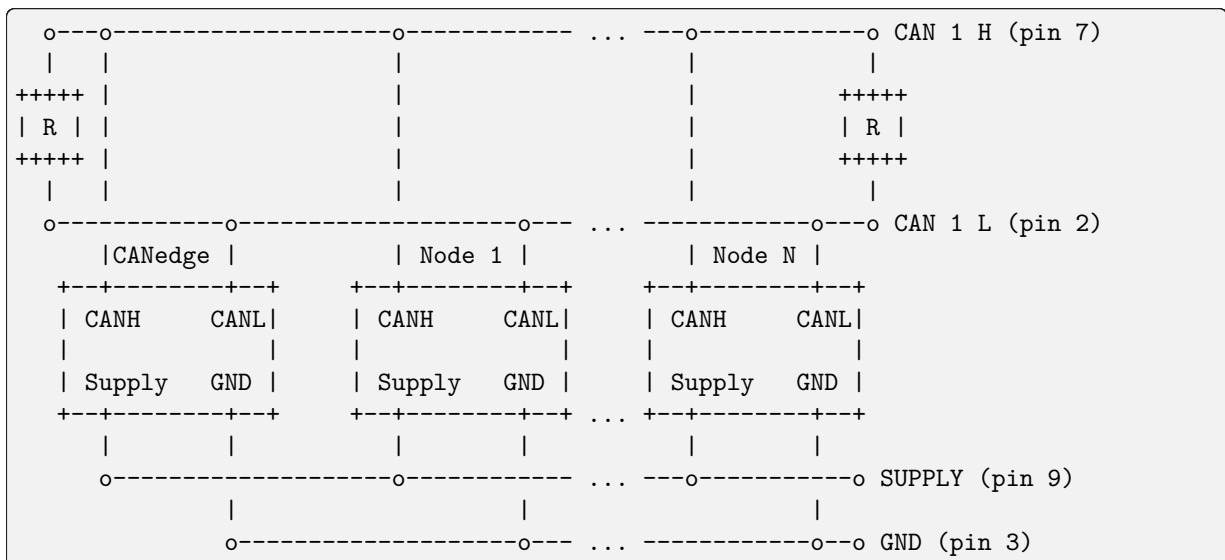 o---o--------------------o------------ ... ---o------------o CAN 1 H (pin 7)
|   |                    |                    |            |
+++++ |                    |                    |          +++++
| R | |                    |                    |          | R |
+++++ |                    |                    |          +++++
|   |                    |                    |            |
o------------o--------------------o--- ... ------------o---o CAN 1 L (pin 2)
|CANedge |           | Node 1 |           | Node N |
+--+--------+--+     +--+--------+--+     +--+--------+--+
| CANH     CANL|     | CANH     CANL|     | CANH     CANL|
|              |     |              |     |              |
| Supply   GND |     | Supply   GND |     | Supply   GND |
+--+--------+--+     +--+--------+--+ ... +--+--------+--+
|        |           |        |           |        |
o--------------------o------------ ... ---o-----------o SUPPLY (pin 9)
|                    |                    |
o--------------------o--- ... ------------o--o GND (pin 3)